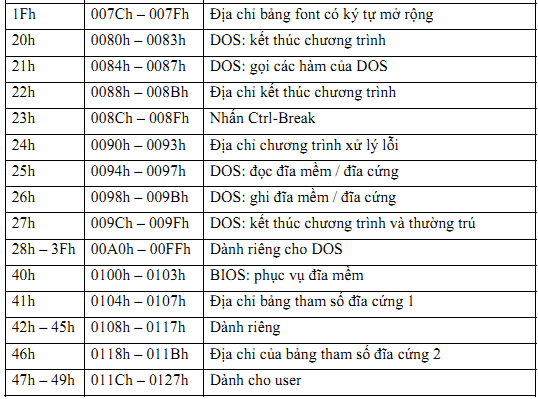 1Fh 007Ch – 007Fh Địa chỉ bảng font có ký tự mở rộng
20h 0080h – 0083h DOS: kết thúc chương trình
21h 0084h – 0087h DOS: gọi các hàm của DOS
22h 0088h – 008Bh Địa chỉ kết thúc chương trình
23h 008Ch – 008Fh Nhấn Ctrl-Break
24h 0090h – 0093h Địa chỉ chương trình xử lý lỗi
25h 0094h – 0097h DOS: đọc đĩa mềm / đĩa cứng
26h 0098h – 009Bh DOS: ghi đĩa mềm / đĩa cứng
27h 009Ch – 009Fh DOS: kết thúc chương trình và thường trú
28h – 3Fh 00A0h – 00FFh Dành riêng cho DOS
40h 0100h – 0103h BIOS: phục vụ đĩa mềm
41h 0104h – 0107h Địa chỉ bảng tham số đĩa cứng 1
42h – 45h 0108h – 0117h Dành riêng
46h 0118h – 011Bh Địa chỉ của bảng tham số đĩa cứng 2
47h – 49h 011Ch – 0127h Dành cho user